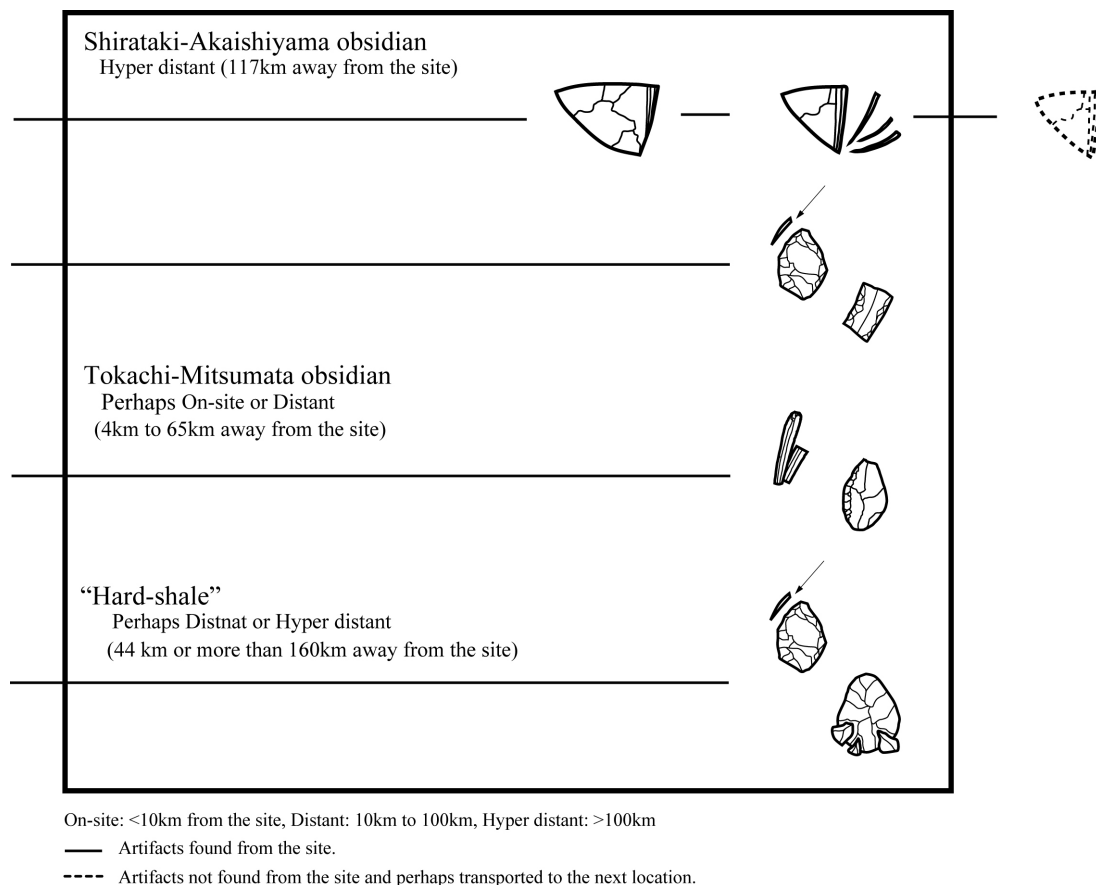 Shirataki-Akaishiyama obsidian
Hyper distant (117km away from the site)
Tokachi-Mitsumata obsidian
Perhaps On-site or Distant
(4km to 65km away from the site)
“Hard-shale”
Perhaps Distnat or Hyper distant
(44 km or more than 160km away from the site)
On-site: <10km from the site, Distant: 10km to 100km, Hyper distant: >100km
Artifacts found from the site.
Artifacts not found from the site and perhaps transported to the next location.